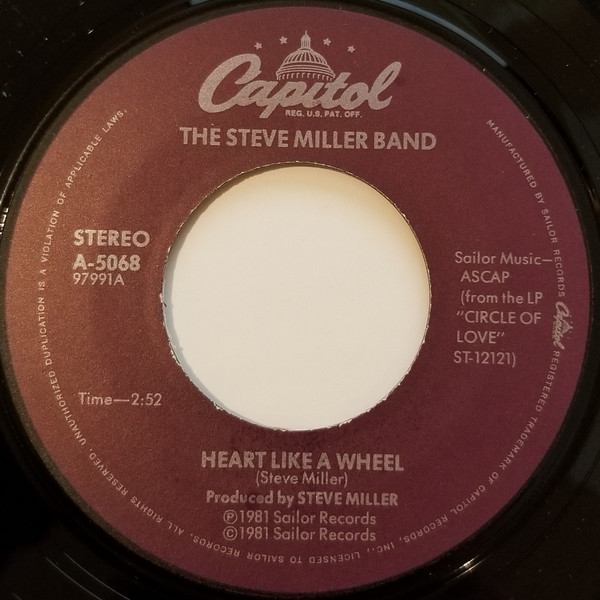 Capitol
REG. U.S. PAT. OFF.
THE STEVE MILLER BAND
STEREO
A-5068
97991A
Time—2:52
Sailor Music—
ASCAP
(from the LP
"CIRCLE OF
LOVE"
ST-12121)
HEART LIKE A WHEEL
(Steve Miller)
Produced by STEVE MILLER
Ⓟ1981 Sailor Records
©1981 Sailor Records
MANUFACTURED BY SAILOR RECORDS Capitol REGISTERED TRADEMARK OF CAPITOL RECORDS, INC., LICENSED TO SAILOR RECORDS, ALL RIGHTS RESERVED. UNAUTHORIZED DUPLICATION IS A VIOLATION OF APPLICABLE LAWS.